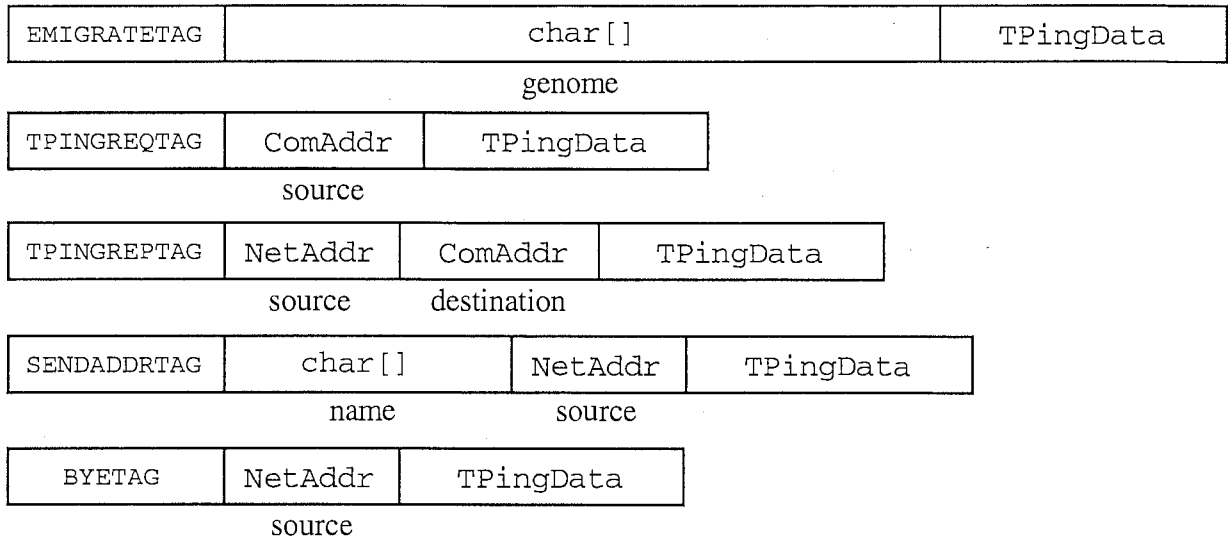 EMIGRATETAG char[] TPingData
genome
TPINGREQTAG ComAddr TPingData
source
TPINGREPTAG NetAddr ComAddr TPingData
source destination
SENDADDRTAG char[] NetAddr TPingData
name source
BYETAG NetAddr TPingData
source